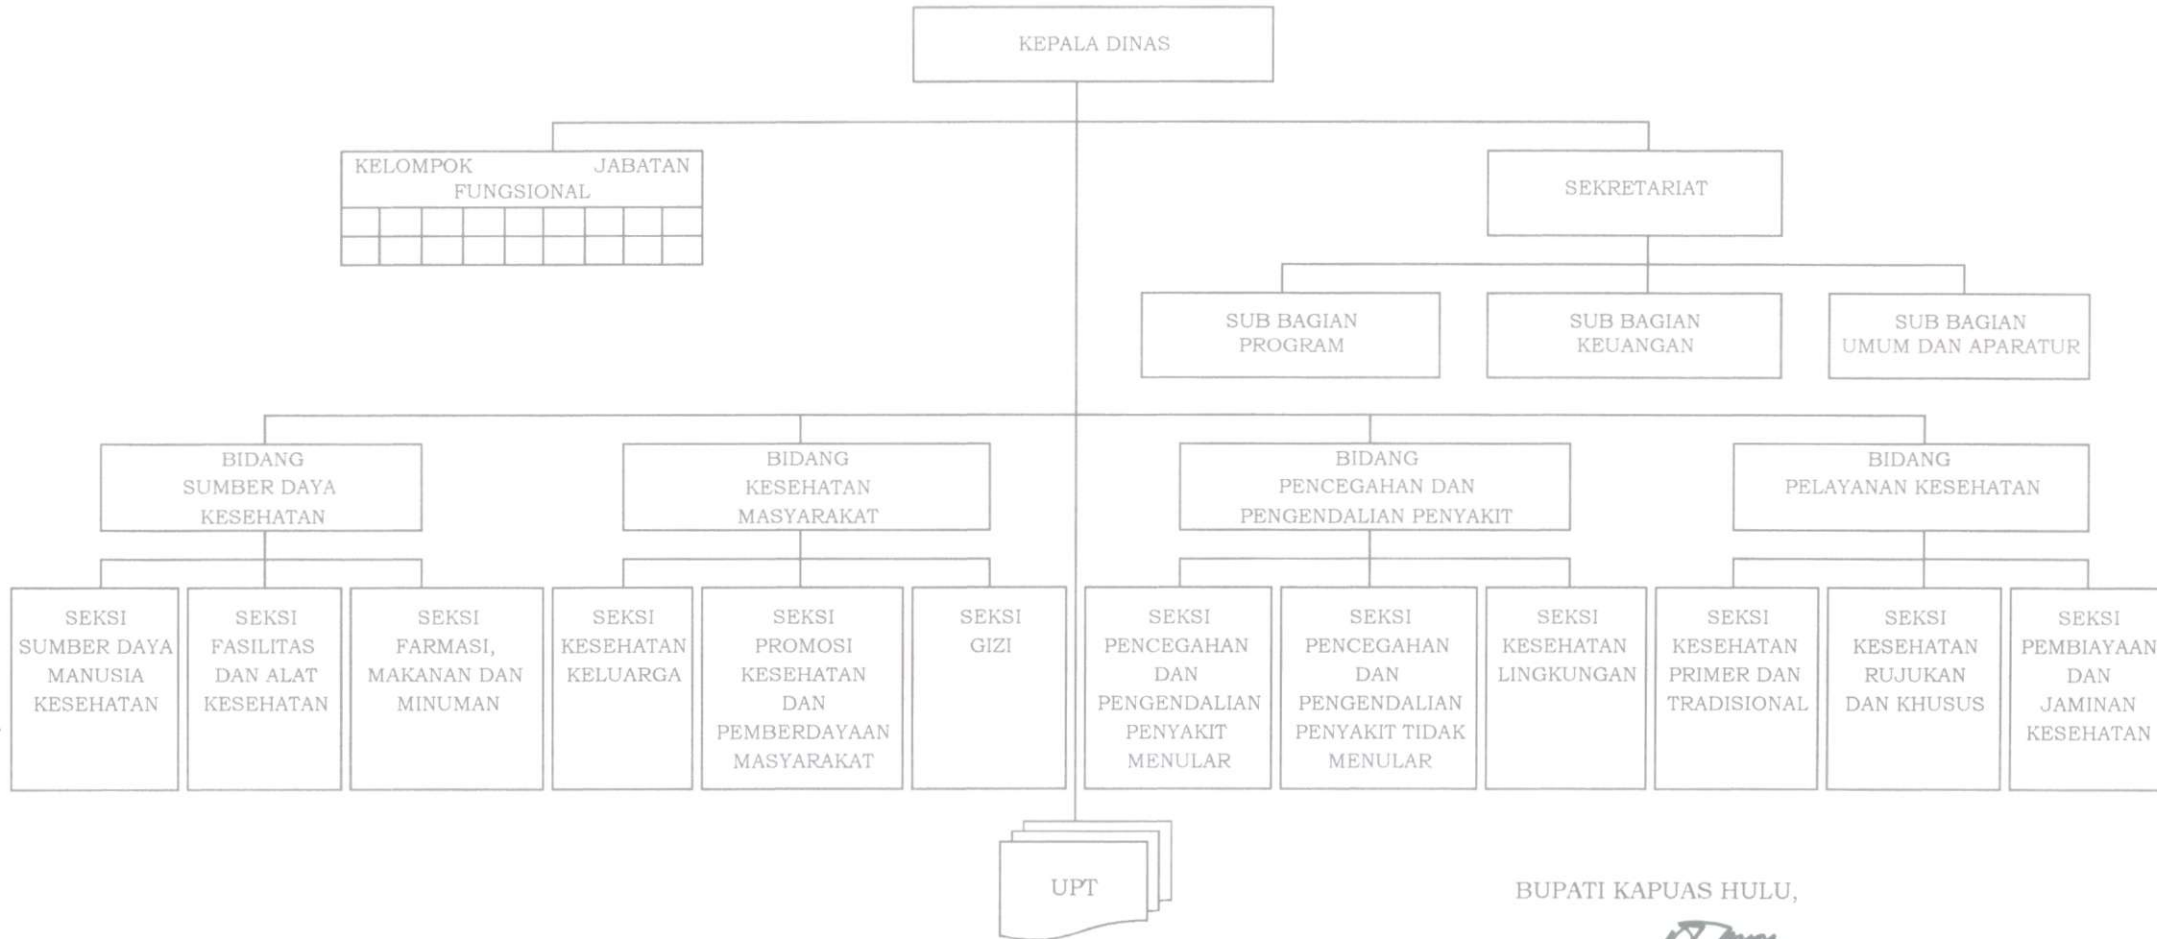 KEPALA DINAS
KELOMPOK JABATAN
FUNGSIONAL
SEKRETARIAT
SUB BAGIAN
PROGRAM
SUB BAGIAN
KEUANGAN
SUB BAGIAN
UMUM DAN APARATUR
BIDANG
SUMBER DAYA
KESEHATAN
BIDANG
KESEHATAN
MASYARAKAT
BIDANG
PENCEGAHAN DAN
PENGENDALIAN PENYAKIT
BIDANG
PELAYANAN KESEHATAN
SEKSI
SUMBER DAYA
MANUSIA
KESEHATAN
SEKSI
FASILITAS
DAN ALAT
KESEHATAN
SEKSI
FARMASI,
MAKANAN DAN
MINUMAN
SEKSI
KESEHATAN
KELUARGA
SEKSI
PROMOSI
KESEHATAN
DAN
PEMBERDAYAAN
MASYARAKAT
SEKSI
GIZI
SEKSI
PENCEGAHAN
DAN
PENGENDALIAN
PENYAKIT
MENULAR
SEKSI
PENCEGAHAN
DAN
PENGENDALIAN
PENYAKIT TIDAK
MENULAR
SEKSI
KESEHATAN
LINGKUNGAN
SEKSI
KESEHATAN
PRIMER DAN
TRADISIONAL
SEKSI
KESEHATAN
RUJUKAN
DAN KHUSUS
SEKSI
PEMBIAYAAN
DAN
JAMINAN
KESEHATAN
UPT
BUPATI KAPUAS HULU,